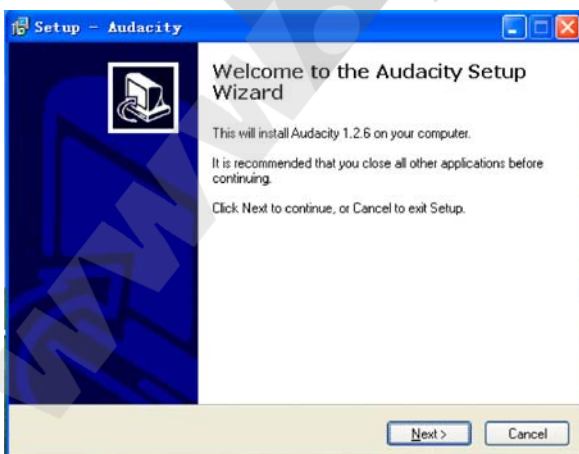 Setup - Audacity
Welcome to the Audacity Setup
Wizard
This will install Audacity 1.2.6 on your computer.
It is recommended that you close all other applications before
continuing.
Click Next to continue, or Cancel to exit Setup.
Next >
Cancel
www.